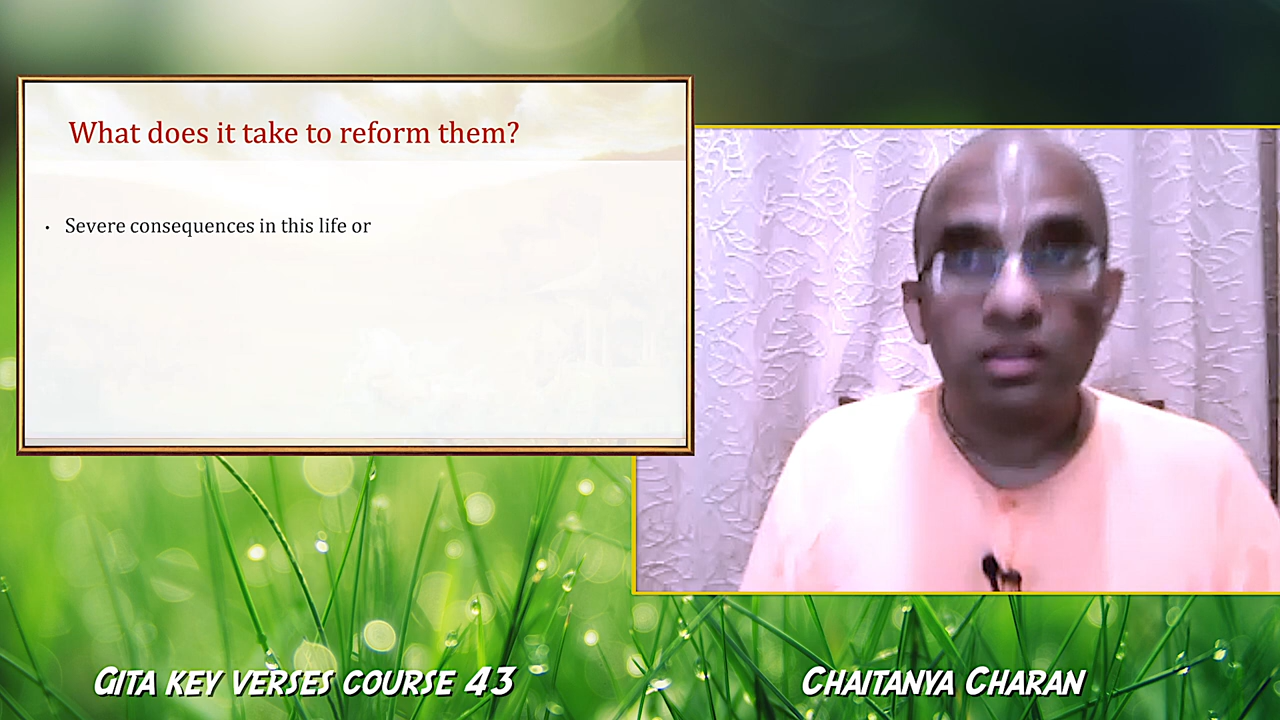 What does it take to reform them?
• Severe consequences in this life or
GITA KEY VERSES COURSE 43
CHAITANYA CHARAN